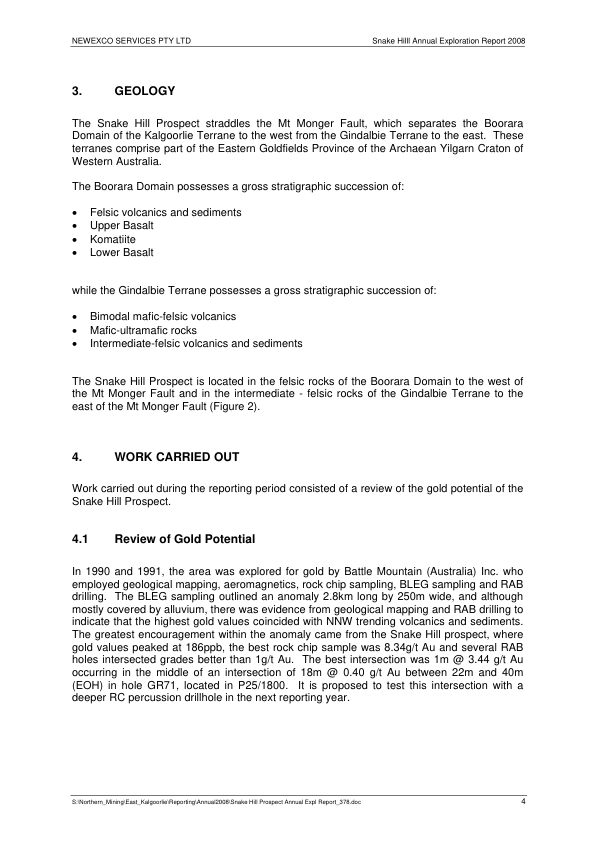 NEWEXCO SERVICES PTY LTD Snake Hilll Annual Exploration Report 2008
3. GEOLOGY
The Snake Hill Prospect straddles the Mt Monger Fault, which separates the Boorara
Domain of the Kalgoorlie Terrane to the west from the Gindalbie Terrane to the east. These
terranes comprise part of the Eastern Goldfields Province of the Archaean Yilgarn Craton of
Western Australia.
The Boorara Domain possesses a gross stratigraphic succession of:
• Felsic volcanics and sediments
• Upper Basalt
• Komatiite
• Lower Basalt
while the Gindalbie Terrane possesses a gross stratigraphic succession of:
• Bimodal mafic-felsic volcanics
• Mafic-ultramafic rocks
• Intermediate-felsic volcanics and sediments
The Snake Hill Prospect is located in the felsic rocks of the Boorara Domain to the west of
the Mt Monger Fault and in the intermediate - felsic rocks of the Gindalbie Terrane to the
east of the Mt Monger Fault (Figure 2).
4. WORK CARRIED OUT
Work carried out during the reporting period consisted of a review of the gold potential of the
Snake Hill Prospect.
4.1 Review of Gold Potential
In 1990 and 1991, the area was explored for gold by Battle Mountain (Australia) Inc. who
employed geological mapping, aeromagnetics, rock chip sampling, BLEG sampling and RAB
drilling. The BLEG sampling outlined an anomaly 2.8km long by 250m wide, and although
mostly covered by alluvium, there was evidence from geological mapping and RAB drilling to
indicate that the highest gold values coincided with NNW trending volcanics and sediments.
The greatest encouragement within the anomaly came from the Snake Hill prospect, where
gold values peaked at 186ppb, the best rock chip sample was 8.34g/t Au and several RAB
holes intersected grades better than 1g/t Au. The best intersection was 1m @ 3.44 g/t Au
occurring in the middle of an intersection of 18m @ 0.40 g/t Au between 22m and 40m
(EOH) in hole GR71, located in P25/1800. It is proposed to test this intersection with a
deeper RC percussion drillhole in the next reporting year.
S:\Northern_Mining\East_Kalgoorlie\Reporting\Annual2008\Snake Hill Prospect Annual Expl Report_378.doc 4